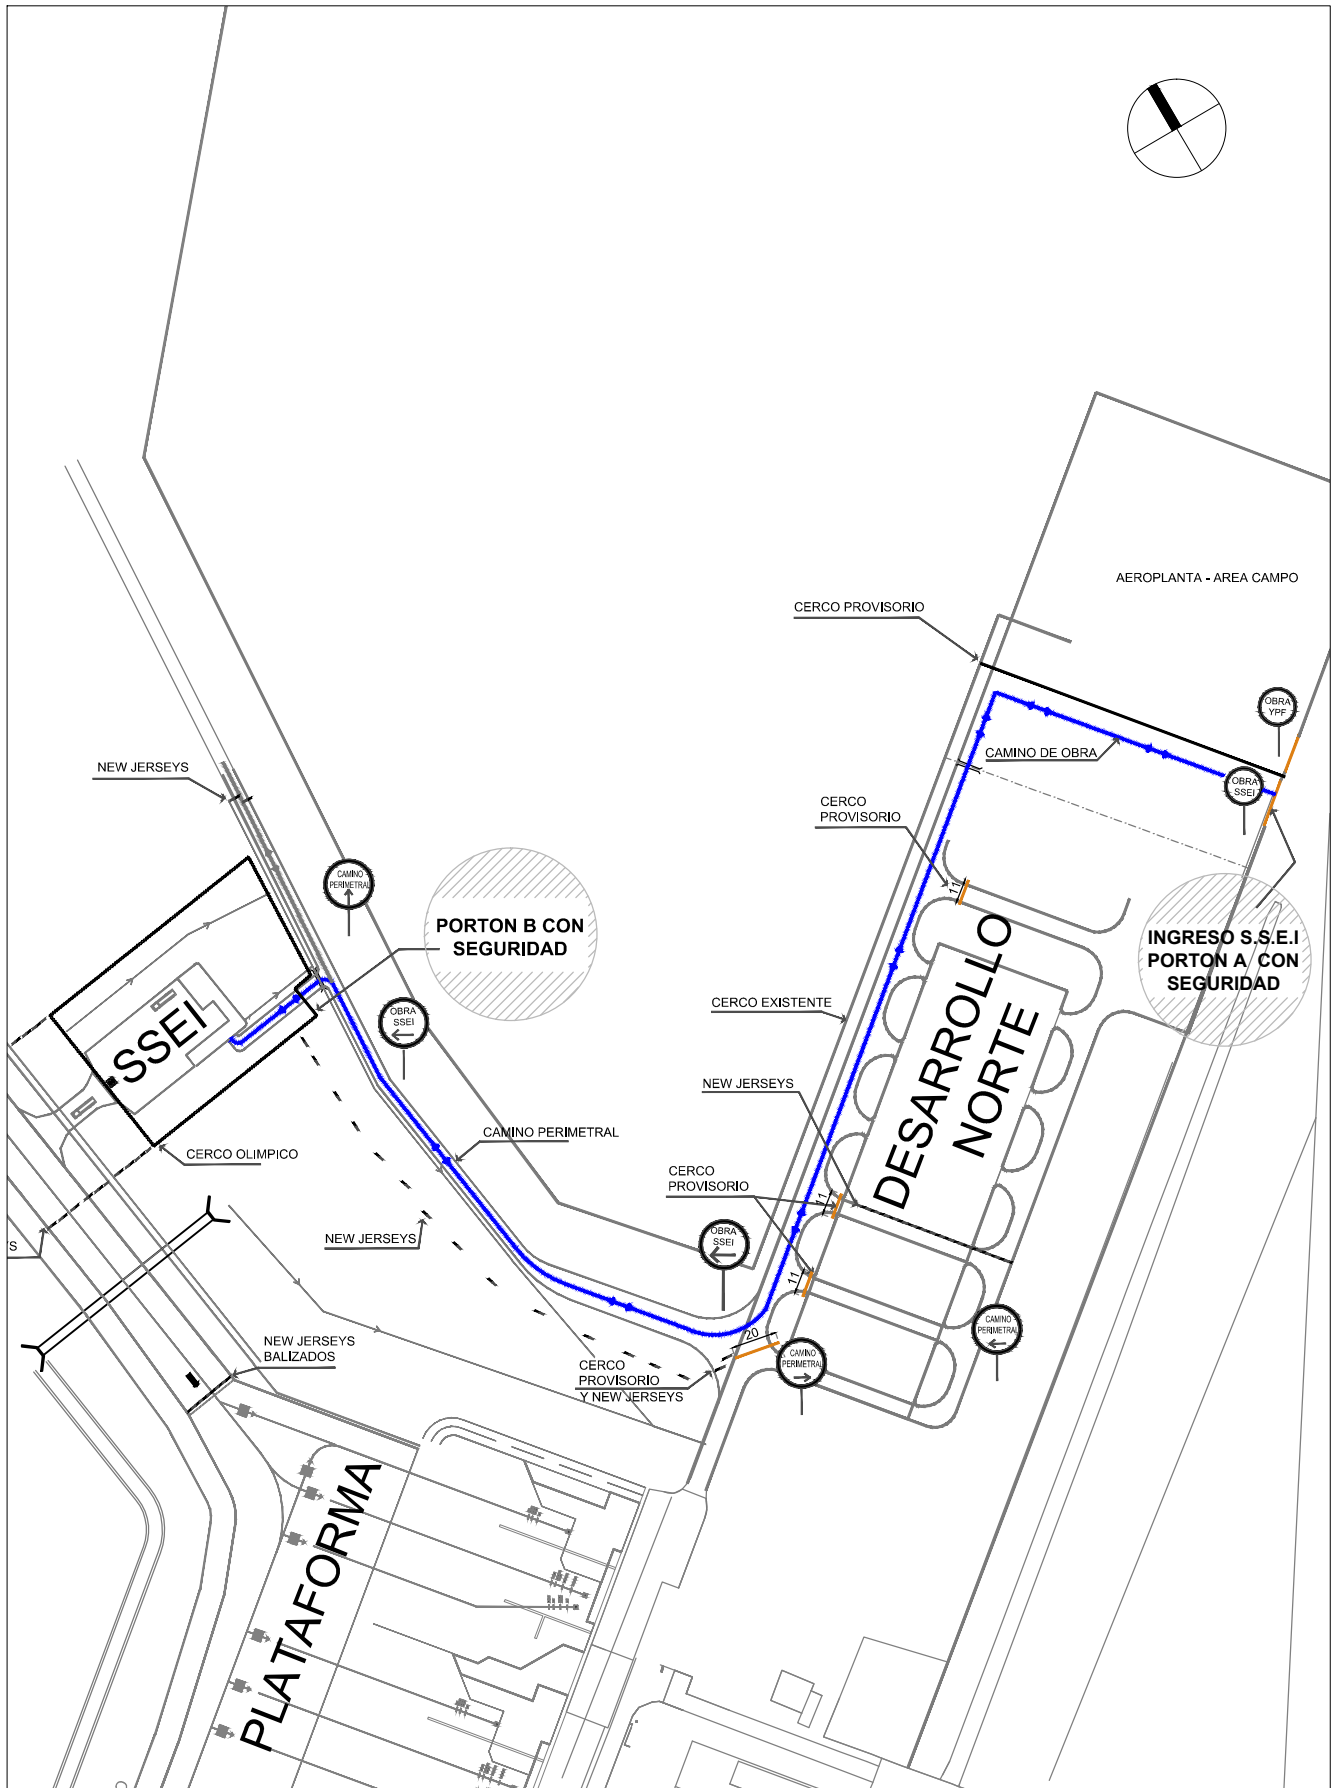 AEROPLANTA - AREA CAMPO
CERCO PROVISORIO
OBRA
YPF
CAMINO DE OBRA
OBRA
SSEI
NEW JERSEYS
CERCO
PROVISORIO
CAMINO
PERIMETRAL
11
PORTON B CON
SEGURIDAD
INGRESO S.S.E.I
PORTON A CON
SEGURIDAD
CERCO EXISTENTE
OBRA
SSEI
SSEI
DESARROLLO
NORTE
NEW JERSEYS
CAMINO PERIMETRAL
CERCO OLIMPICO
CERCO
PROVISORIO
11
NEW JERSEYS
OBRA
SSEI
S
11
CAMINO
PERIMETRAL
20
NEW JERSEYS
BALIZADOS
CERCO
PROVISORIO
Y NEW JERSEYS
CAMINO
PERIMETRAL
PLATAFORMA